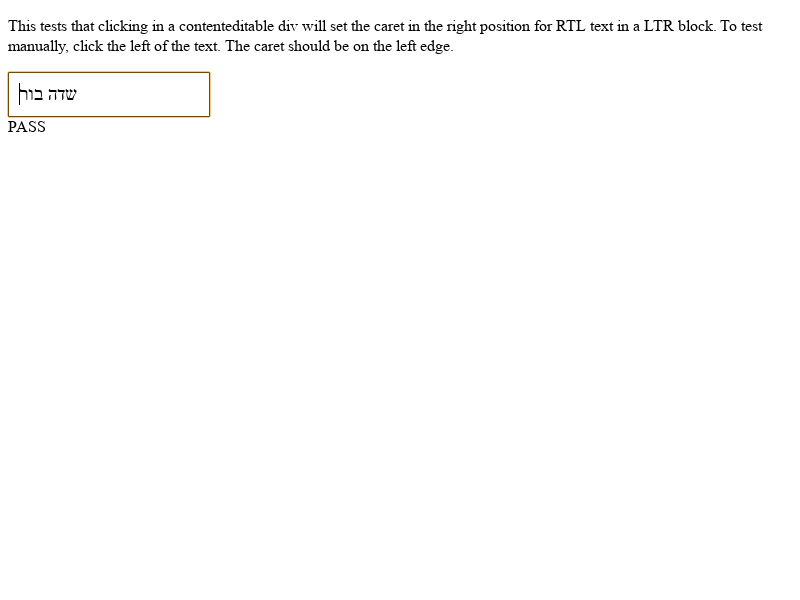 This tests that clicking in a contenteditable div will set the caret in the right position for RTL text in a LTR block. To test
manually, click the left of the text. The caret should be on the left edge.
שדה בוק
PASS